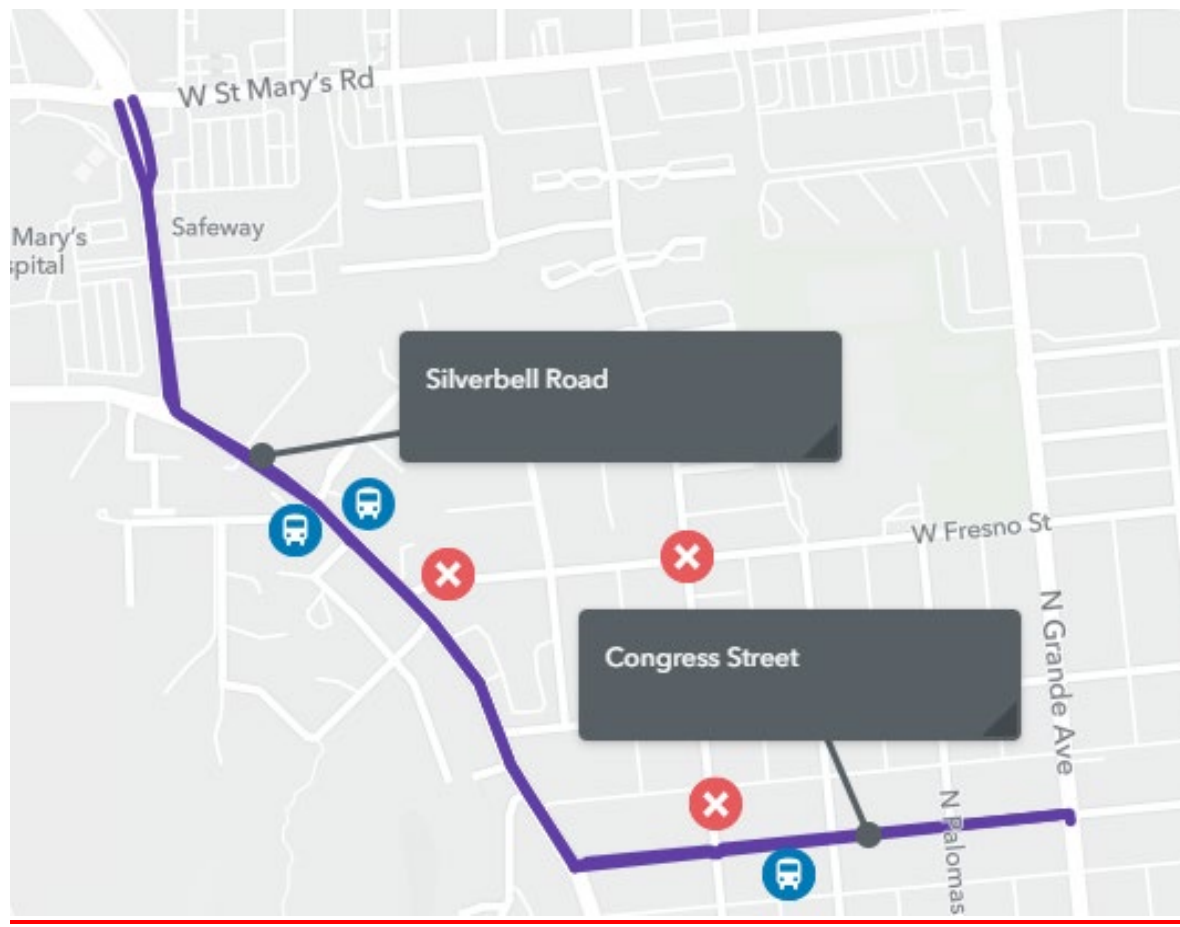 W St Mary's Rd
Safeway
Mary's
spital
Silverbell Road
W Fresno St
Congress Street
N Grande Ave
N Palomas